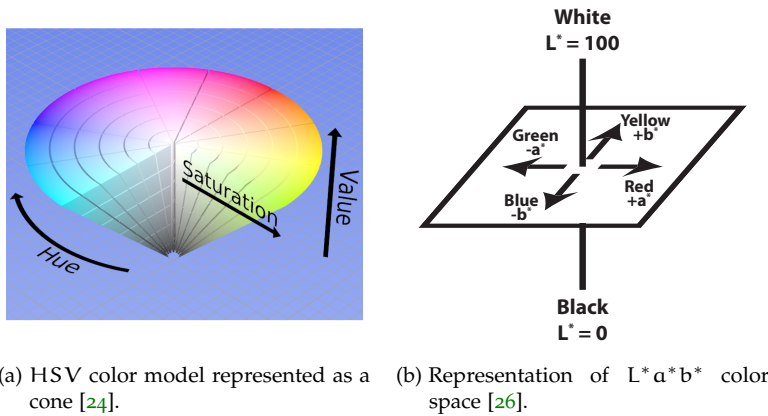 Saturation
Value
Hue
(a) HSV color model represented as a
cone [24].
White
L* = 100
Yellow
+b*
Green
-a*
Red
+a*
Blue
-b*
Black
L* = 0
(b) Representation of L*a*b* color
space [26].